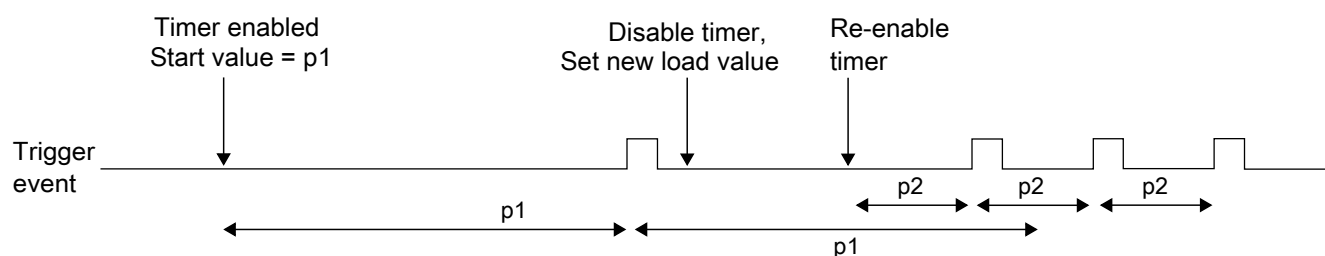 Timer enabled
Start value = p1
Disable timer,
Set new load value
Re-enable
timer
Trigger
event
p2
p2
p2
p1
p1